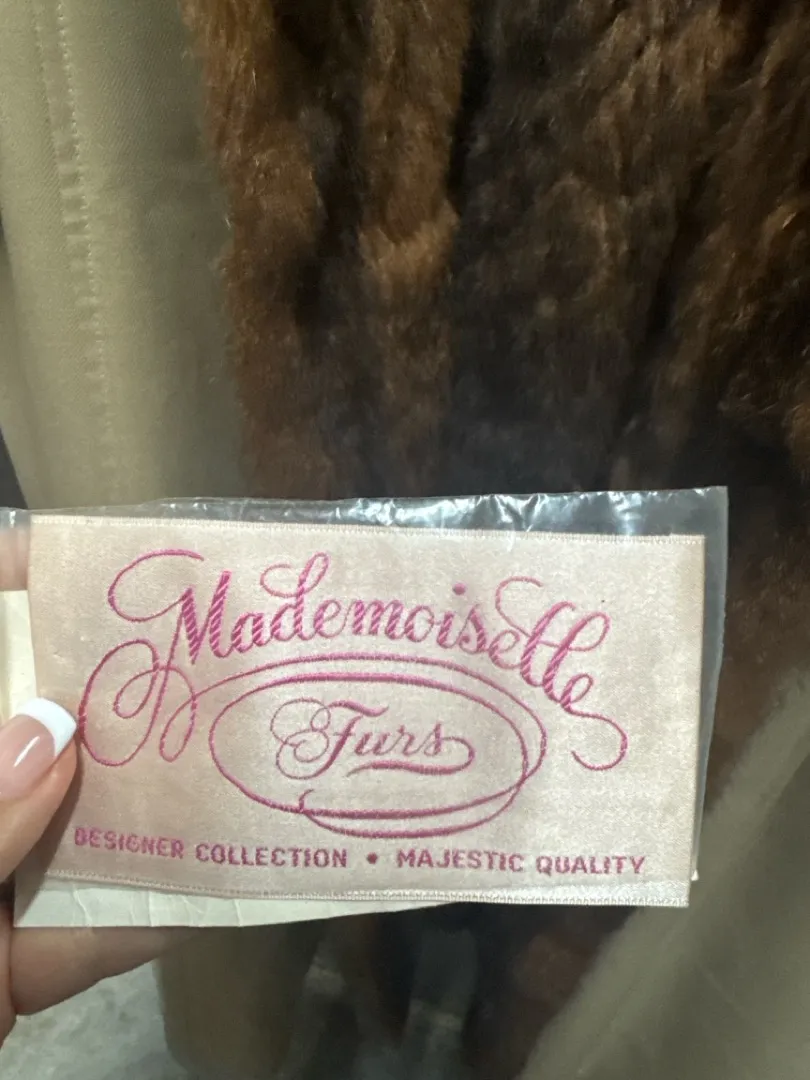 Mademoiselle
Furs
DESIGNER COLLECTION • MAJESTIC QUALITY